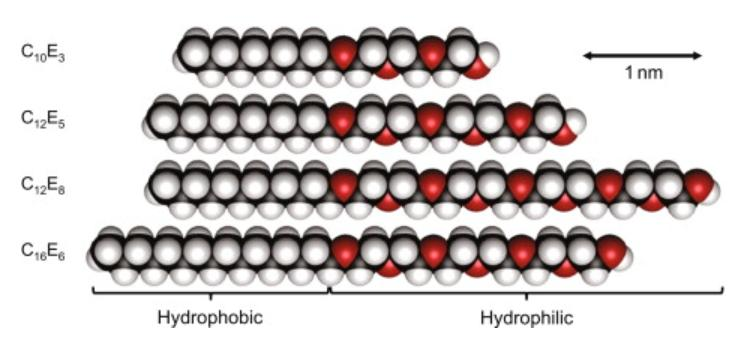 C₁₀E₃
1 nm
C₁₂E₅
C₁₂E₈
C₁₆E₆
Hydrophobic Hydrophilic